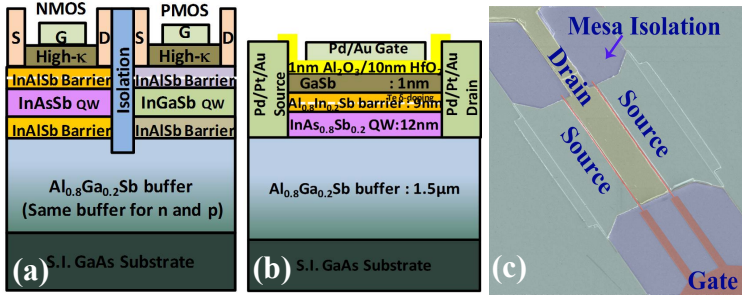 NMOS
PMOS
S
G
D
S
G
D
High-κ
High-κ
Isolation
InAlSb Barrier
InAlSb Barrier
InAsSb QW
InGaSb QW
InAlSb Barrier
InAlSb Barrier
Al0.8Ga0.2Sb buffer
(Same buffer for n and p)
S.I. GaAs Substrate
(a)
Pd/Au Gate
1nm Al2O3/10nm HfO2
Pd/Pt/Au
Source
Pd/Pt/Au
Drain
GaSb : 1nm
Te δ-doping
Al0.8In0.2Sb barrier : 9nm
InAs0.8Sb0.2 QW:12nm
Al0.8Ga0.2Sb buffer : 1.5μm
S.I. GaAs Substrate
(b)
Mesa Isolation
Drain
Source
Source
Gate
(c)